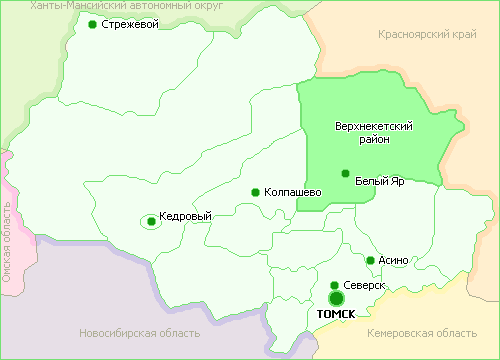 Ханты-Мансийский автономный округ
Стрежевой
Красноярский край
Верхнекетский
район
Белый Яр
Колпашево
Кедровый
Омская область
Асино
Северск
ТОМСК
Новосибирская область
Кемеровская область